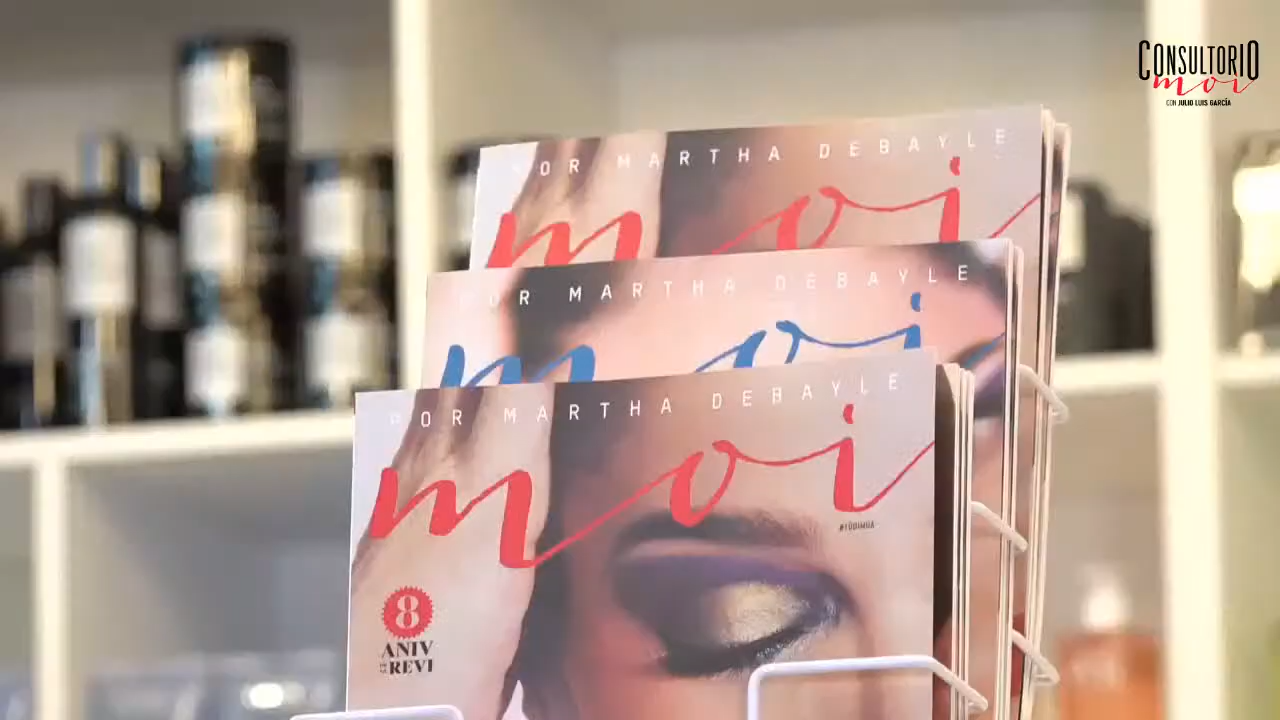 CONSULTORIO
moi
CON JULIO LUIS GARCÍA
POR MARTHA DEBAYLE
moi
POR MARTHA DEBAYLE
moi
POR MARTHA DEBAYLE
moi
8
ANIV
REVI